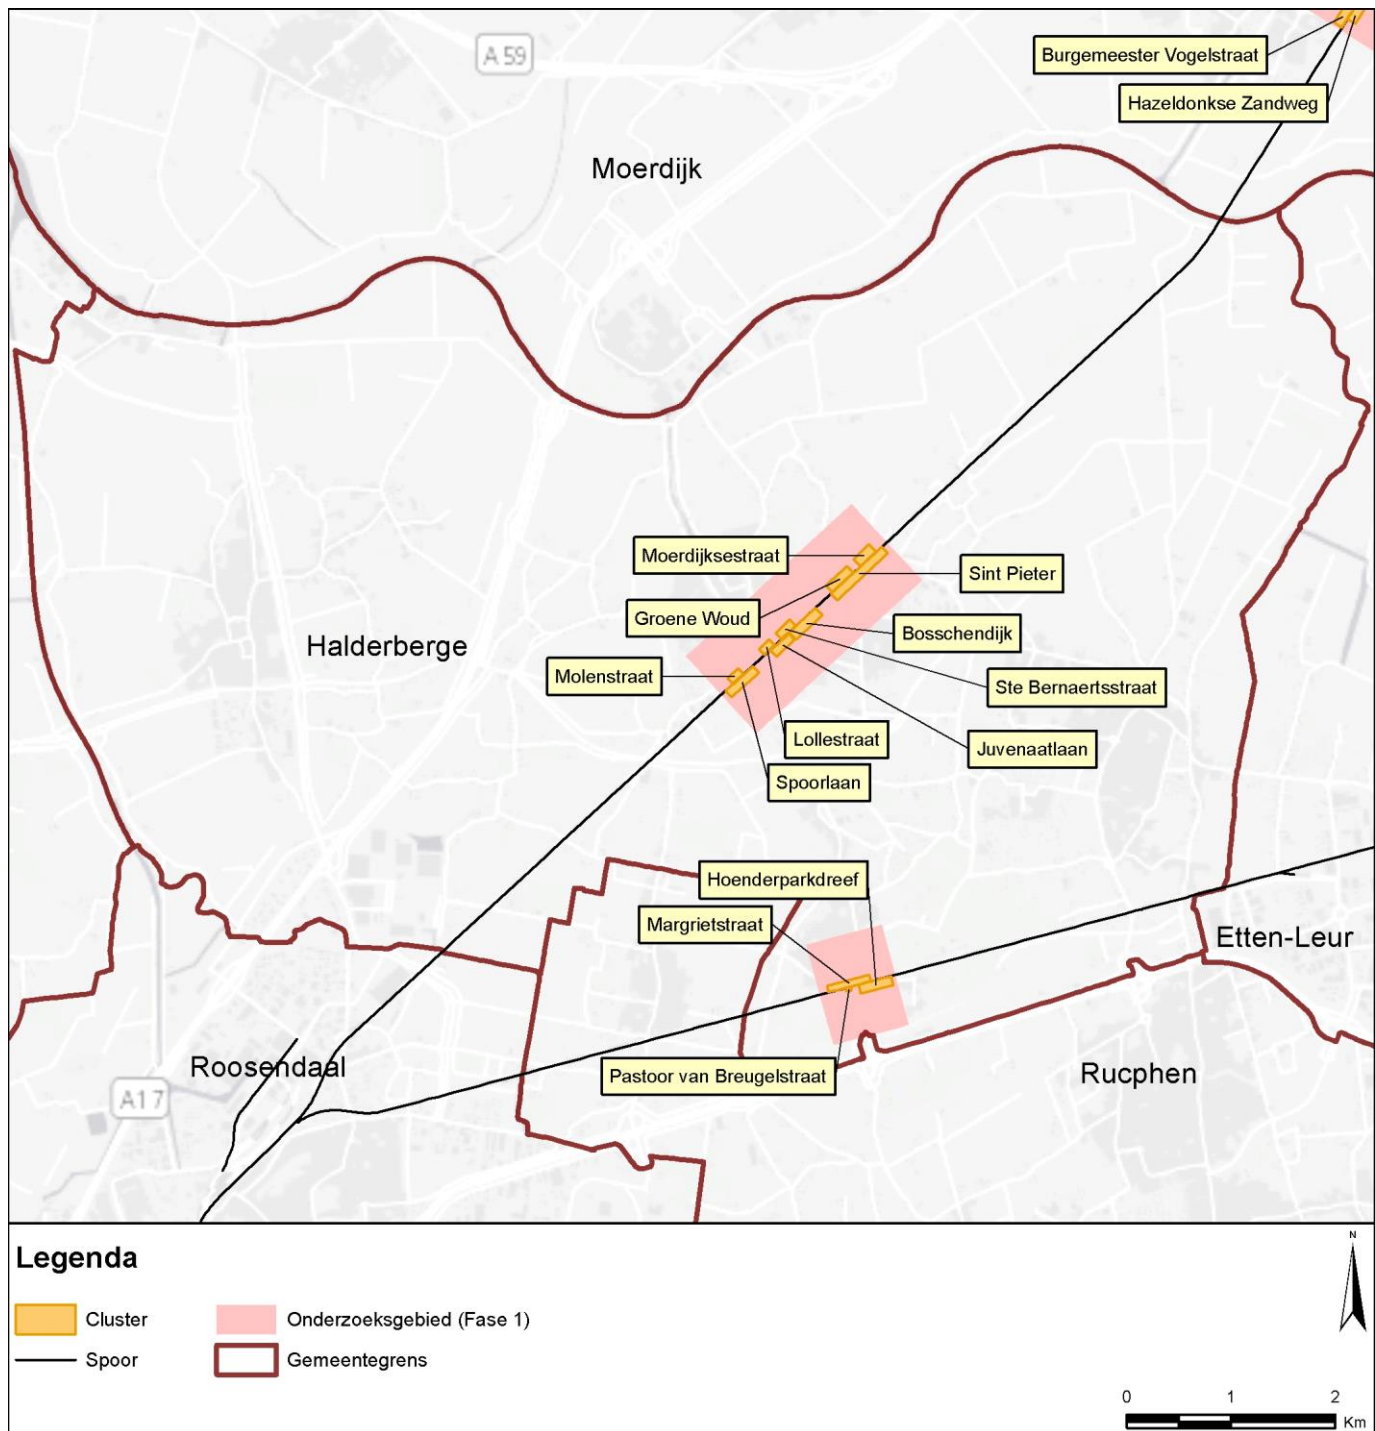 A 59
Burgemeester Vogelstraat
Hazeldonkse Zandweg
Moerdijk
Moerdijksestraat
Sint Pieter
Groene Woud
Bosschendijk
Halderberge
Molenstraat
Ste Bernaertsstraat
Lollestraat
Juvenaatlaan
Spoorlaan
Hoenderparkdreef
Margrietstraat
Etten-Leur
Roosendaal
Pastoor van Breugelstraat
Rucphen
A17
Legenda
Cluster
Onderzoeksgebied (Fase 1)
Spoor
Gemeentegrens
N
0 1 2
Km